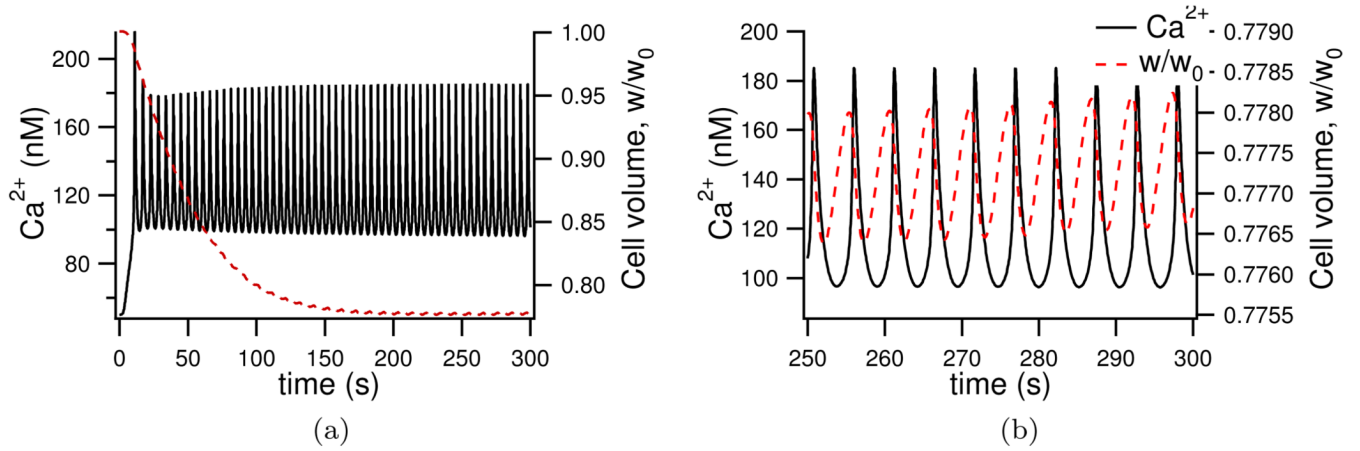 200
160
120
80
Ca2+ (nM)
1.00
0.95
0.90
0.85
0.80
Cell volume, w/w0
0 50 100 150 200 250 300
time (s)
(a)
200
180
160
140
120
100
Ca2+ (nM)
Ca2+
w/w0
0.7790
0.7785
0.7780
0.7775
0.7770
0.7765
0.7760
0.7755
Cell volume, w/w0
250 260 270 280 290 300
time (s)
(b)